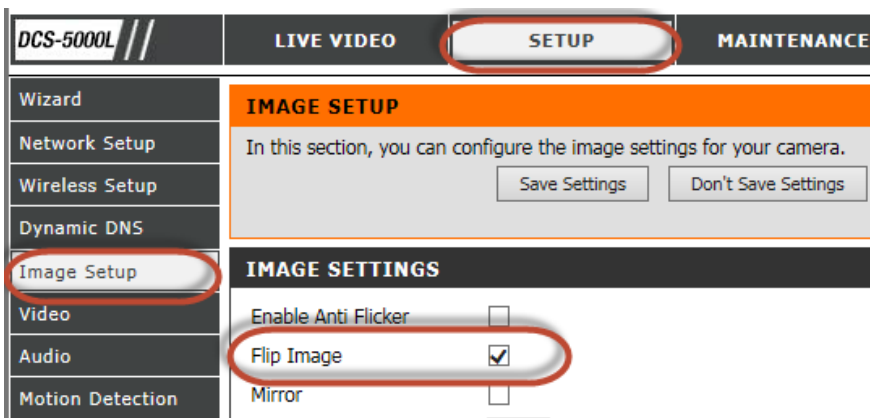 DCS-5000L
LIVE VIDEO
SETUP
MAINTENANCE
Wizard
Network Setup
Wireless Setup
Dynamic DNS
Image Setup
Video
Audio
Motion Detection
IMAGE SETUP
In this section, you can configure the image settings for your camera.
Save Settings
Don't Save Settings
IMAGE SETTINGS
Enable Anti Flicker
Flip Image
Mirror